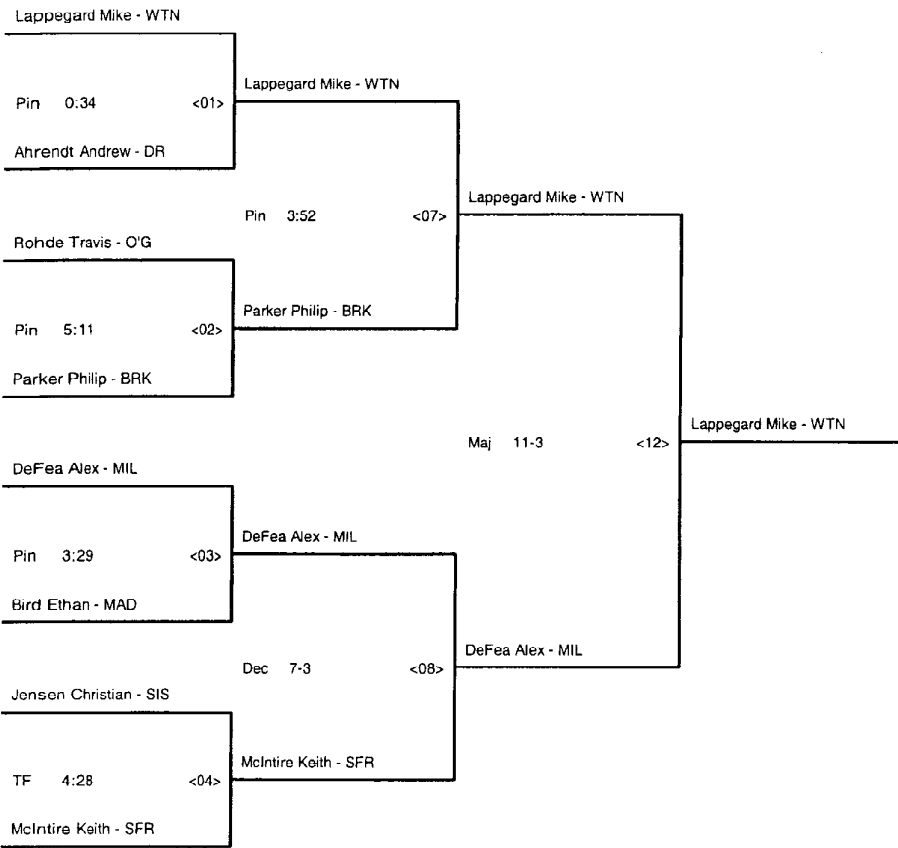 Lappegard Mike - WTN
Lappegard Mike - WTN
Pin 0:34 <01>
Ahrendt Andrew - DR
Lappegard Mike - WTN
Pin 3:52 <07>
Rohde Travis - O'G
Parker Philip - BRK
Pin 5:11 <02>
Parker Philip - BRK
Lappegard Mike - WTN
Maj 11-3 <12>
DeFea Alex - MIL
DeFea Alex - MIL
Pin 3:29 <03>
Bird Ethan - MAD
DeFea Alex - MIL
Dec 7-3 <08>
Jensen Christian - SIS
McIntire Keith - SFR
TF 4:28 <04>
McIntire Keith - SFR